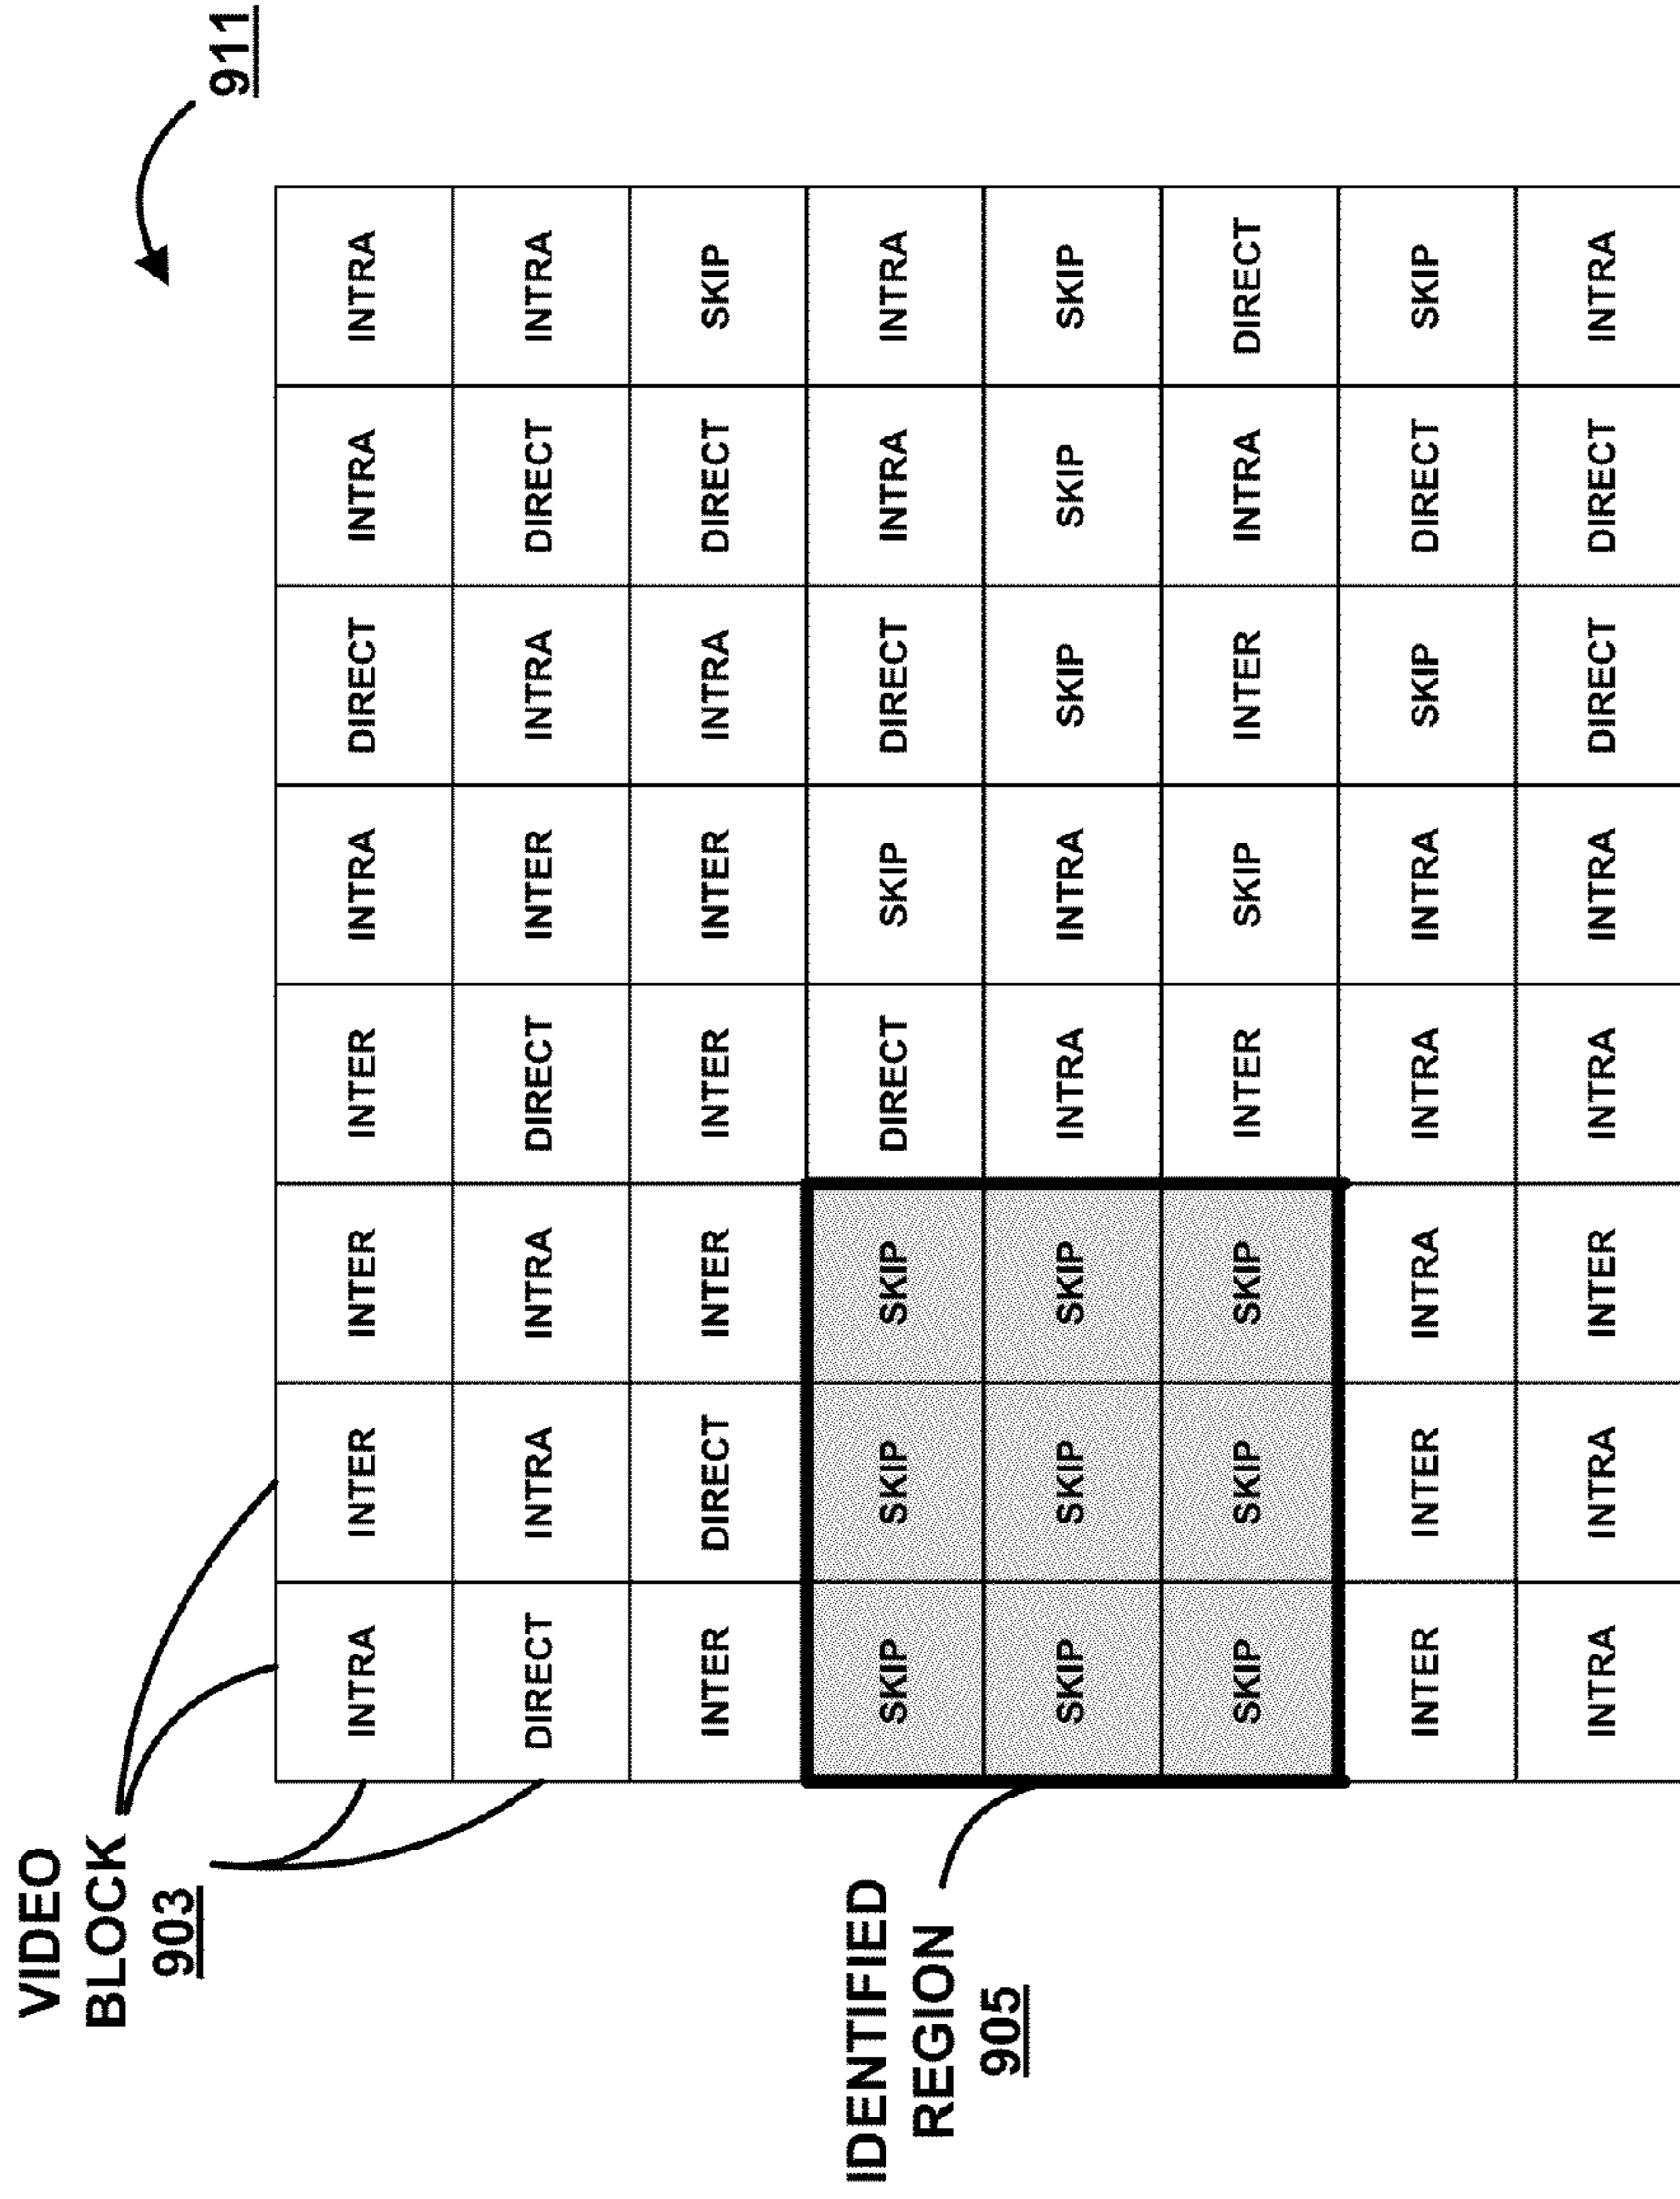 VIDEO
BLOCK
903
911
INTRA INTER INTER INTER INTRA DIRECT INTRA INTRA
DIRECT INTRA INTRA DIRECT INTER INTRA DIRECT INTRA
INTER DIRECT INTER INTER INTER INTRA DIRECT SKIP
IDENTIFIED
REGION
905
SKIP SKIP SKIP DIRECT SKIP DIRECT INTRA INTRA
SKIP SKIP SKIP INTRA INTRA SKIP SKIP SKIP
SKIP SKIP SKIP INTER SKIP INTER INTRA DIRECT
INTER INTER INTRA INTRA INTRA SKIP DIRECT SKIP
INTRA INTRA INTER INTRA INTRA DIRECT DIRECT INTRA